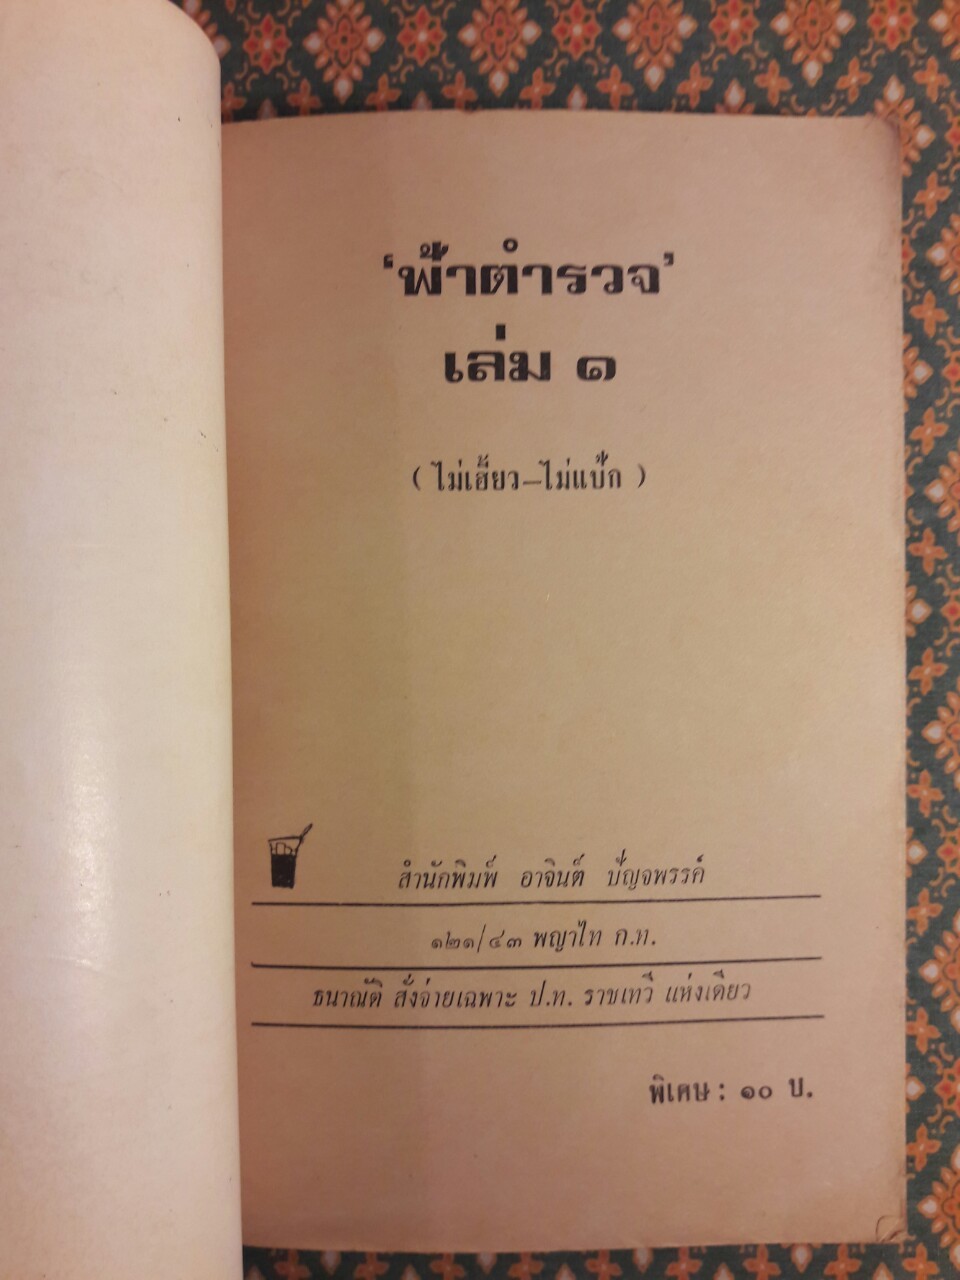 ‘ฟ้าตำรวจ’
เล่ม ๑
( ไม่เฮี้ยว–ไม่แบ๊ก )
สำนักพิมพ์ อาจินต์ ปัญจพรรค์
๑๒๑/๔๓ พญาไท ก.ท.
ธนาณัติ สั่งจ่ายเฉพาะ ป.ท. ราชเทวี แห่งเดียว
พิเศษ : ๑๐ บ.